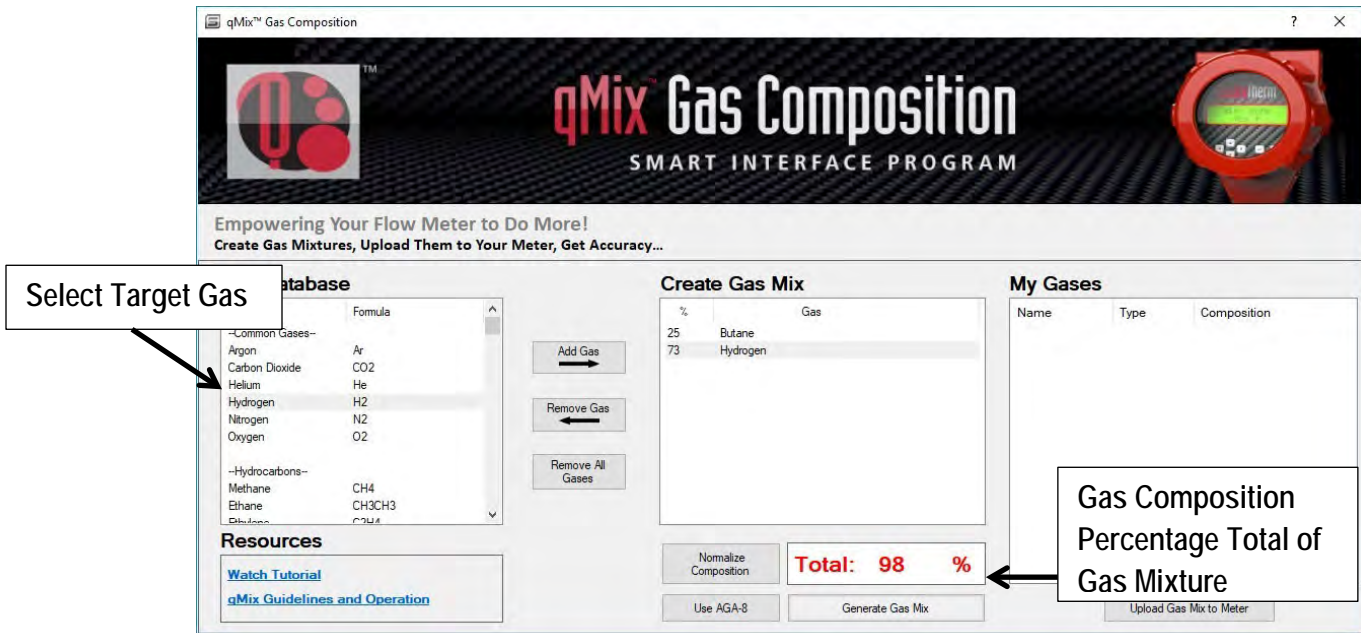 qMix™ Gas Composition
? ×
TM
qMix™ Gas Composition
SMART INTERFACE PROGRAM
Empowering Your Flow Meter to Do More!
Create Gas Mixtures, Upload Them to Your Meter, Get Accuracy...
Select Target Gas
atabase
Formula
--Common Gases--
Argon Ar
Carbon Dioxide CO2
Helium He
Hydrogen H2
Nitrogen N2
Oxygen O2
--Hydrocarbons--
Methane CH4
Ethane CH3CH3
Ethylene C2H4
Add Gas
Remove Gas
Remove All
Gases
Create Gas Mix
% Gas
25 Butane
73 Hydrogen
My Gases
Name Type Composition
Gas Composition
Percentage Total of
Gas Mixture
Resources
Watch Tutorial
qMix Guidelines and Operation
Normalize
Composition
Total: 98 %
Use AGA-8
Generate Gas Mix
Upload Gas Mix to Meter